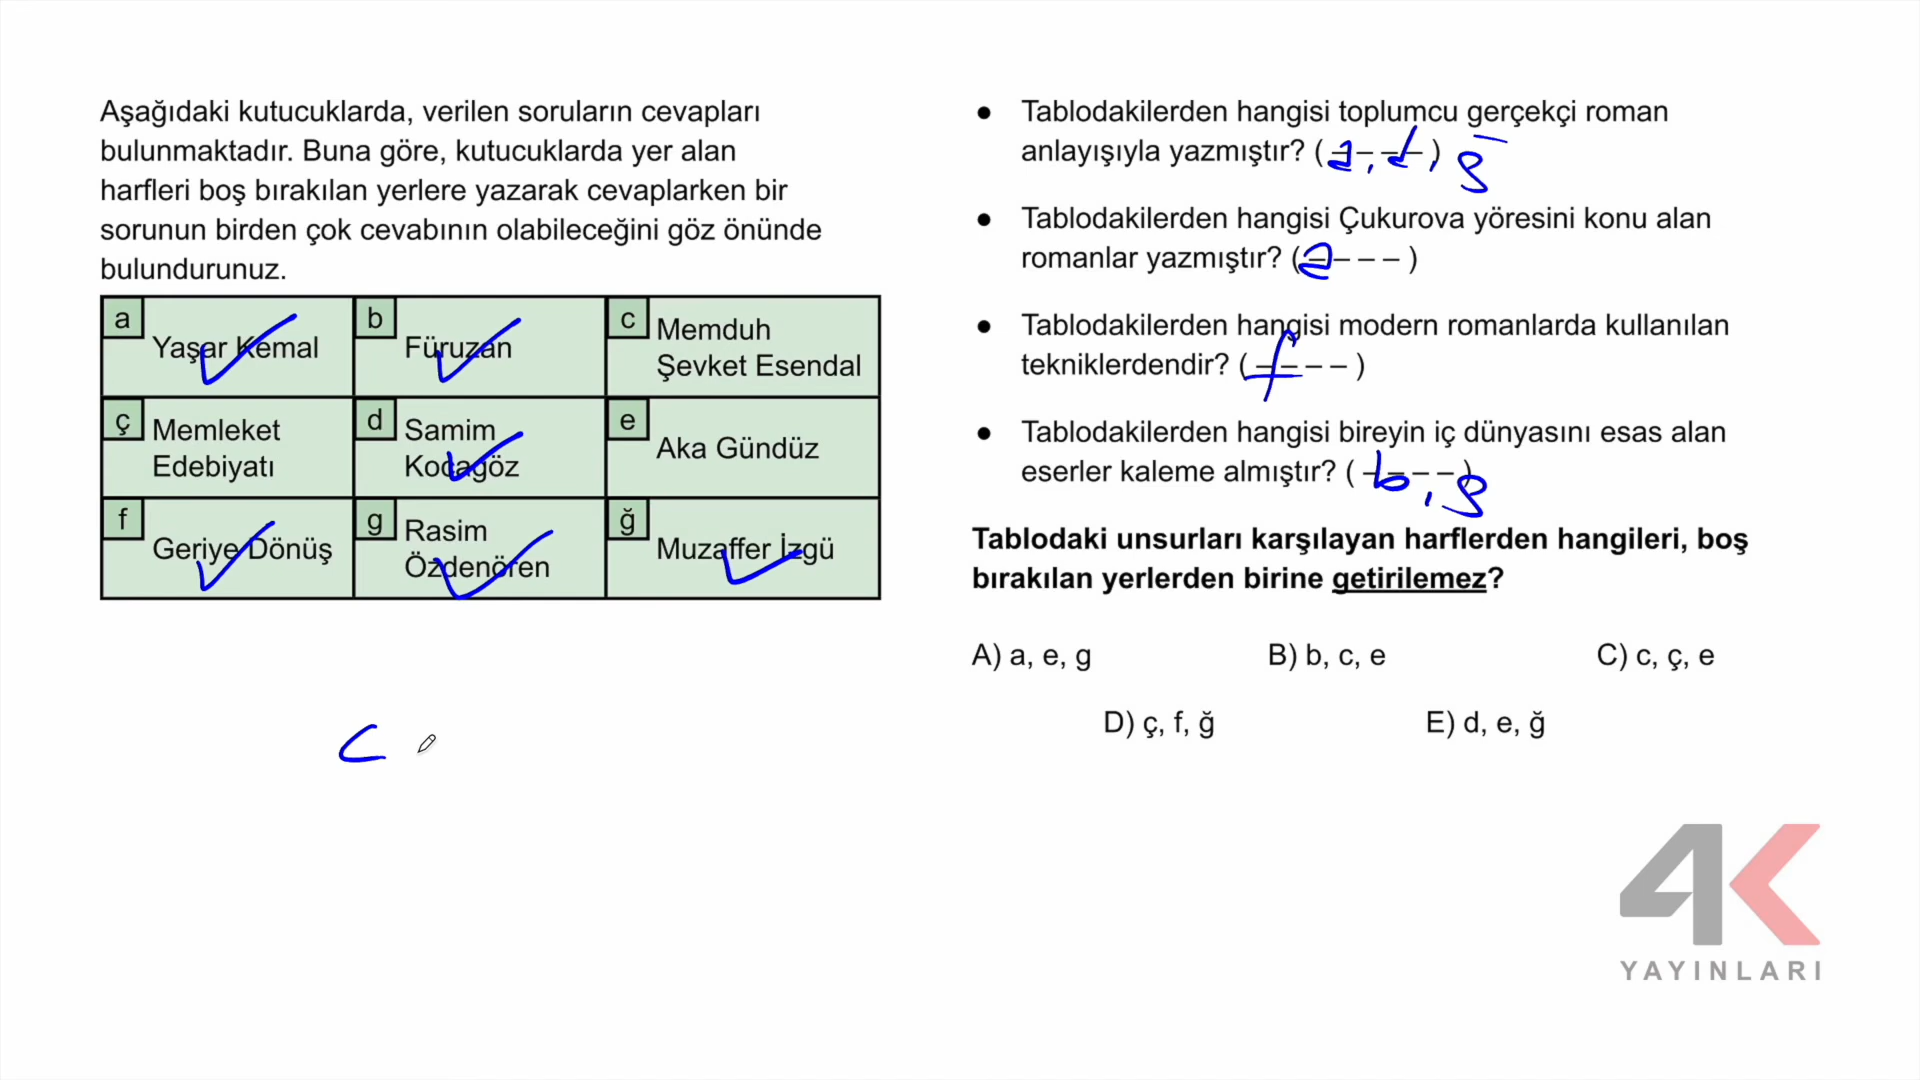 Aşağıdaki kutucuklarda, verilen soruların cevapları
bulunmaktadır. Buna göre, kutucuklarda yer alan
harfleri boş bırakılan yerlere yazarak cevaplarken bir
sorunun birden çok cevabının olabileceğini göz önünde
bulundurunuz.
a
Yaşar Kemal
b
Füruzan
c
Memduh
Şevket Esendal
ç
Memleket
Edebiyatı
d
Samim
Kocagöz
e
Aka Gündüz
f
Geriye Dönüş
g
Rasim
Özdenören
ğ
Muzaffer İzgü
c
● Tablodakilerden hangisi toplumcu gerçekçi roman
anlayışıyla yazmıştır? ( a, d, ğ )
● Tablodakilerden hangisi Çukurova yöresini konu alan
romanlar yazmıştır? ( a – – – )
● Tablodakilerden hangisi modern romanlarda kullanılan
tekniklerdendir? ( f – – – )
● Tablodakilerden hangisi bireyin iç dünyasını esas alan
eserler kaleme almıştır? ( b, g )
Tablodaki unsurları karşılayan harflerden hangileri, boş
bırakılan yerlerden birine getirilemez?
A) a, e, g
B) b, c, e
C) c, ç, e
D) ç, f, ğ
E) d, e, ğ
4K
YAYINLARI